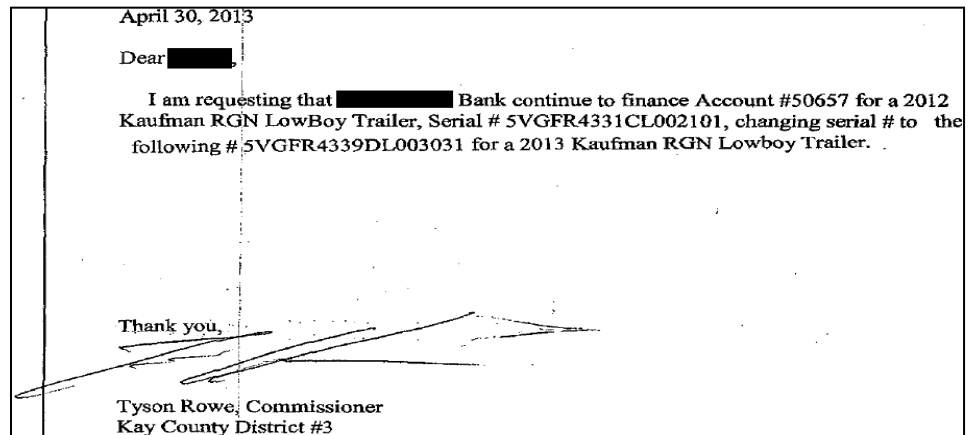 April 30, 2013
Dear ,
I am requesting that Bank continue to finance Account #50657 for a 2012
Kaufman RGN LowBoy Trailer, Serial # 5VGFR4331CL002101, changing serial # to the
following # 5VGFR4339DL003031 for a 2013 Kaufman RGN Lowboy Trailer.
Thank you,
Tyson Rowe, Commissioner
Kay County District #3